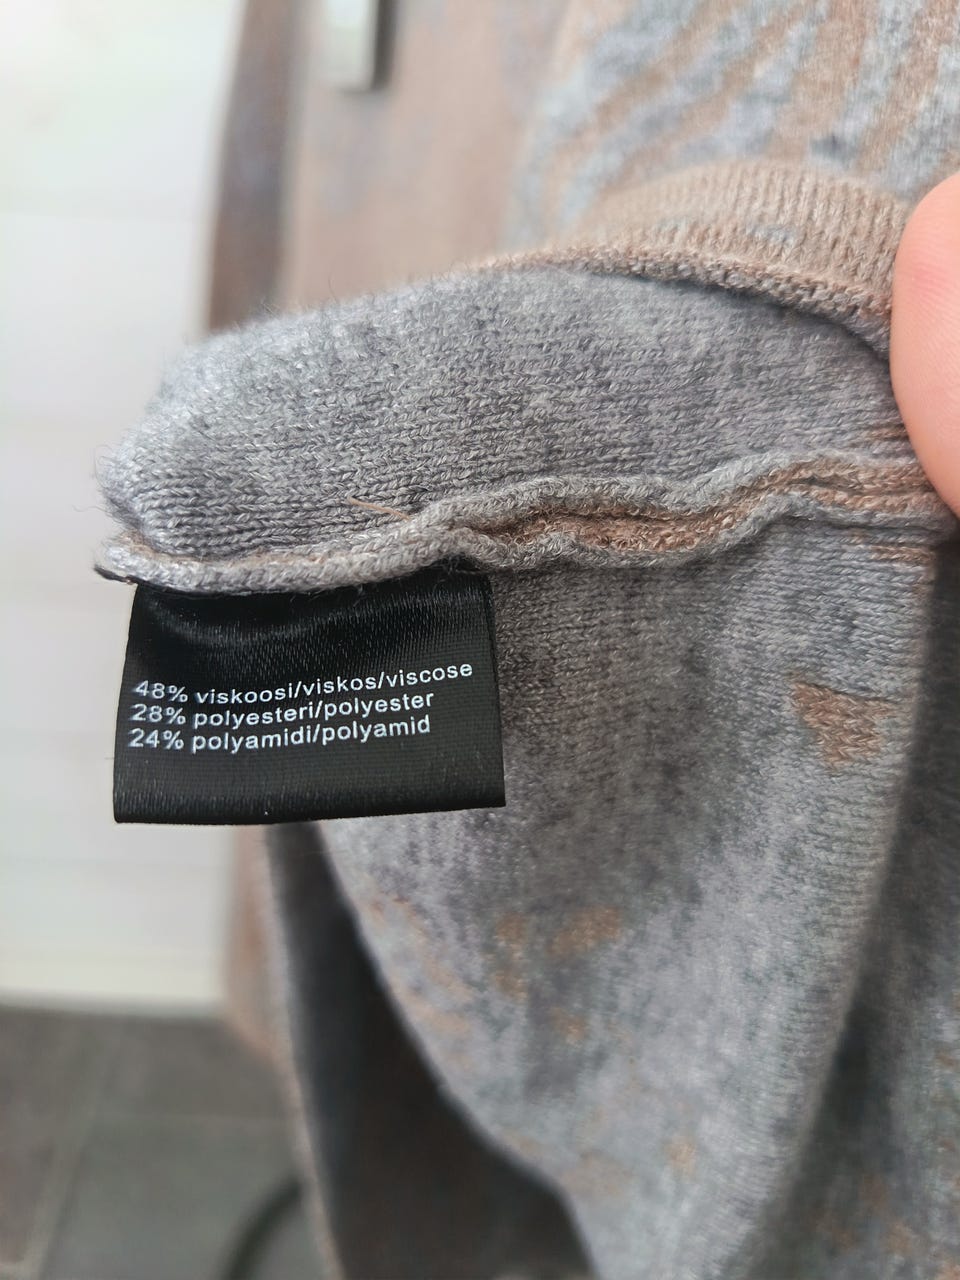 48% viskoosi/viskos/viscose
28% polyesteri/polyester
24% polyamidi/polyamid